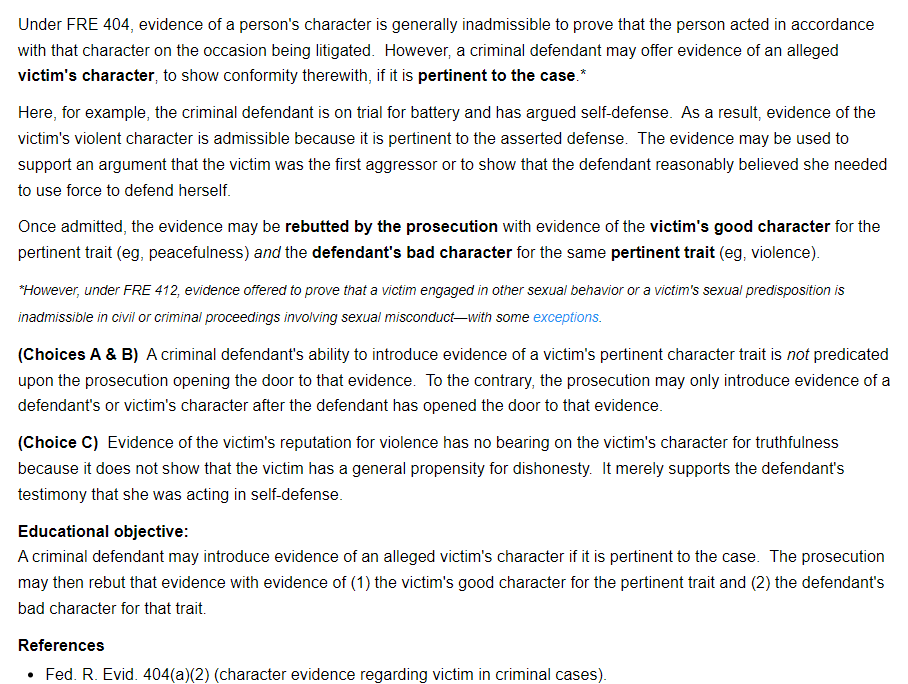 Under FRE 404, evidence of a person's character is generally inadmissible to prove that the person acted in accordance
with that character on the occasion being litigated.  However, a criminal defendant may offer evidence of an alleged
victim's character, to show conformity therewith, if it is pertinent to the case.*
Here, for example, the criminal defendant is on trial for battery and has argued self-defense.  As a result, evidence of the
victim's violent character is admissible because it is pertinent to the asserted defense.  The evidence may be used to
support an argument that the victim was the first aggressor or to show that the defendant reasonably believed she needed
to use force to defend herself.
Once admitted, the evidence may be rebutted by the prosecution with evidence of the victim's good character for the
pertinent trait (eg, peacefulness) and the defendant's bad character for the same pertinent trait (eg, violence).
*However, under FRE 412, evidence offered to prove that a victim engaged in other sexual behavior or a victim's sexual predisposition is
inadmissible in civil or criminal proceedings involving sexual misconduct—with some exceptions.
(Choices A & B)  A criminal defendant's ability to introduce evidence of a victim's pertinent character trait is not predicated
upon the prosecution opening the door to that evidence.  To the contrary, the prosecution may only introduce evidence of a
defendant's or victim's character after the defendant has opened the door to that evidence.
(Choice C)  Evidence of the victim's reputation for violence has no bearing on the victim's character for truthfulness
because it does not show that the victim has a general propensity for dishonesty.  It merely supports the defendant's
testimony that she was acting in self-defense.
Educational objective:
A criminal defendant may introduce evidence of an alleged victim's character if it is pertinent to the case.  The prosecution
may then rebut that evidence with evidence of (1) the victim's good character for the pertinent trait and (2) the defendant's
bad character for that trait.
References
• Fed. R. Evid. 404(a)(2) (character evidence regarding victim in criminal cases).